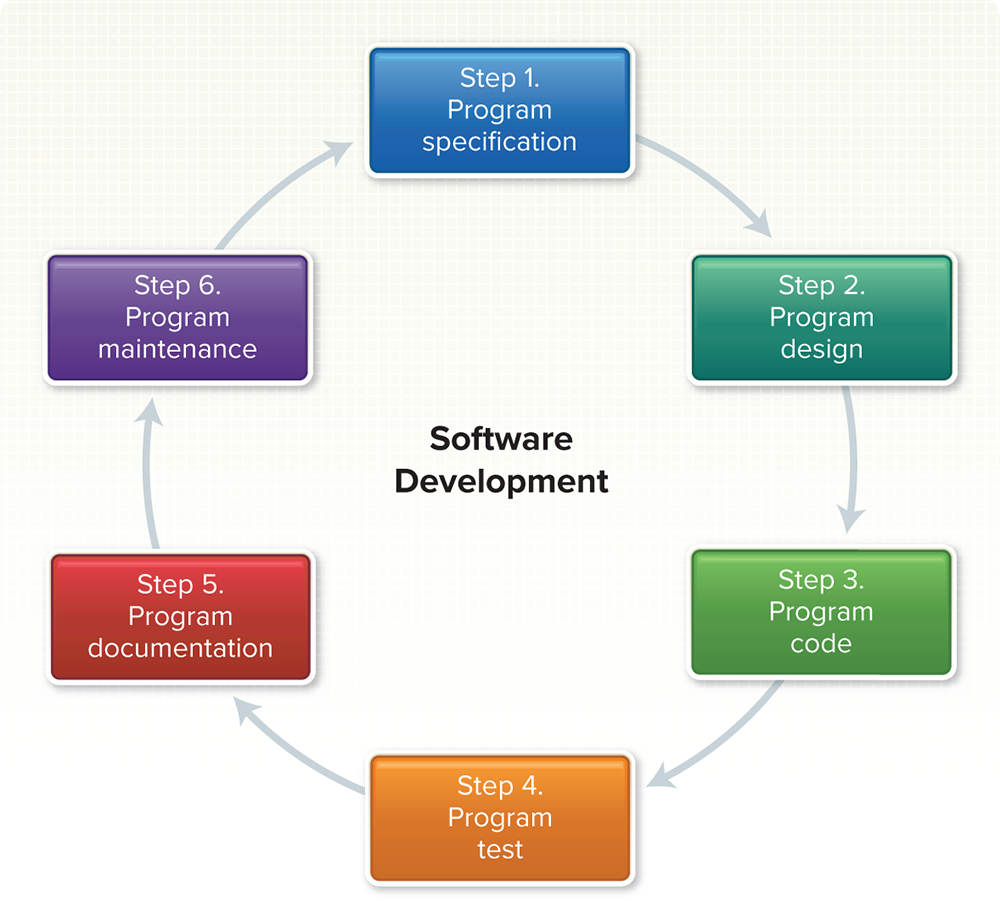 Step 1.
Program
specification
Step 2.
Program
design
Step 3.
Program
code
Step 4.
Program
test
Step 5.
Program
documentation
Step 6.
Program
maintenance
Software
Development